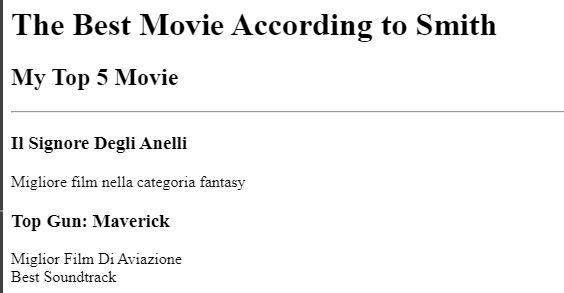 The Best Movie According to Smith
My Top 5 Movie
Il Signore Degli Anelli
Migliore film nella categoria fantasy
Top Gun: Maverick
Miglior Film Di Aviazione
Best Soundtrack